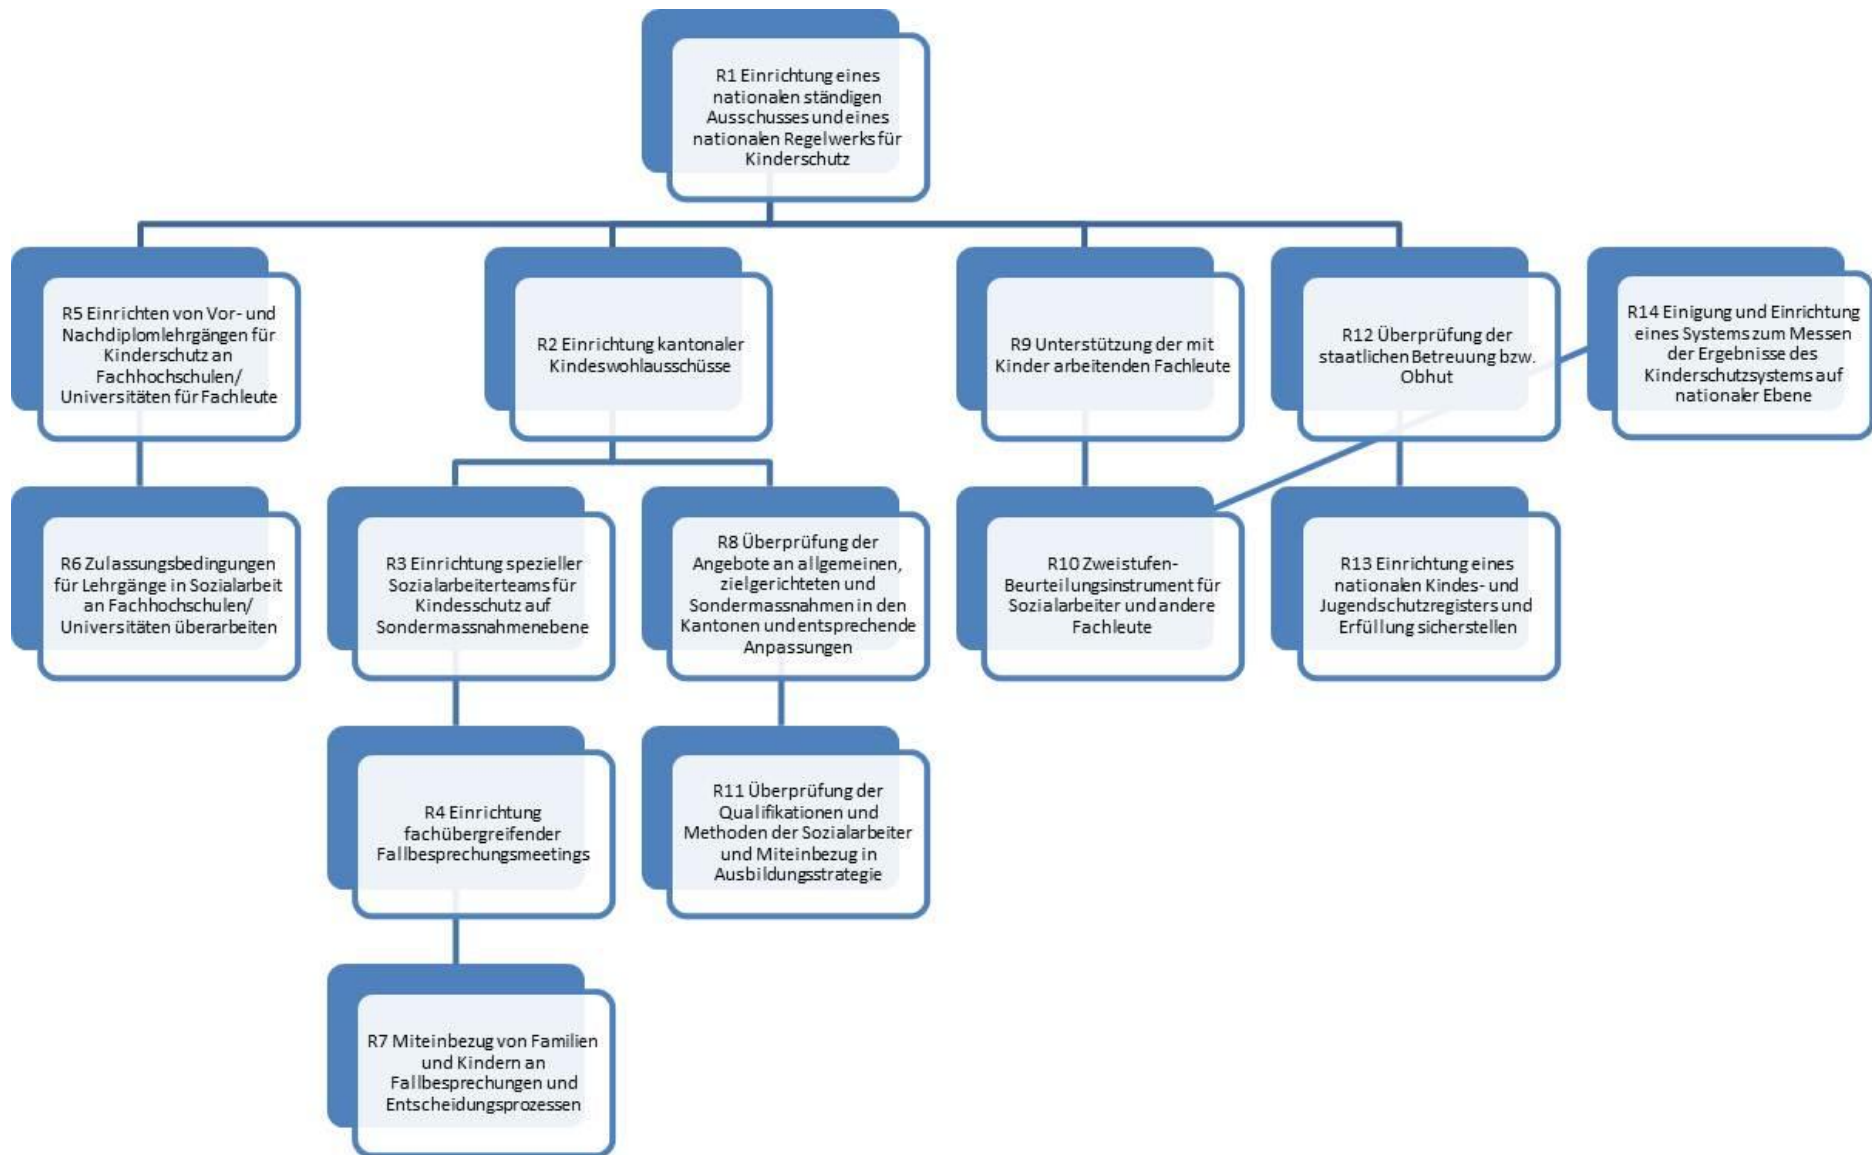 R1 Einrichtung eines
nationalen ständigen
Ausschusses und eines
nationalen Regelwerks für
Kinderschutz
R5 Einrichten von Vor- und
Nachdiplomlehrgängen für
Kinderschutz an
Fachhochschulen/
Universitäten für Fachleute
R2 Einrichtung kantonaler
Kindeswohlausschüsse
R9 Unterstützung der mit
Kinder arbeitenden Fachleute
R12 Überprüfung der
staatlichen Betreuung bzw.
Obhut
R14 Einigung und Einrichtung
eines Systems zum Messen
der Ergebnisse des
Kinderschutzsystems auf
nationaler Ebene
R6 Zulassungsbedingungen
für Lehrgänge in Sozialarbeit
an Fachhochschulen/
Universitäten überarbeiten
R3 Einrichtung spezieller
Sozialarbeiterteams für
Kindesschutz auf
Sondermassnahmenebene
R8 Überprüfung der
Angebote an allgemeinen,
zielgerichteten und
Sondermassnahmen in den
Kantonen und entsprechende
Anpassungen
R10 Zweistufen-
Beurteilungsinstrument für
Sozialarbeiter und andere
Fachleute
R13 Einrichtung eines
nationalen Kindes- und
Jugendschutzregisters und
Erfüllung sicherstellen
R4 Einrichtung
fachübergreifender
Fallbesprechungsmeetings
R11 Überprüfung der
Qualifikationen und
Methoden der Sozialarbeiter
und Miteinbezug in
Ausbildungsstrategie
R7 Miteinbezug von Familien
und Kindern an
Fallbesprechungen und
Entscheidungsprozessen